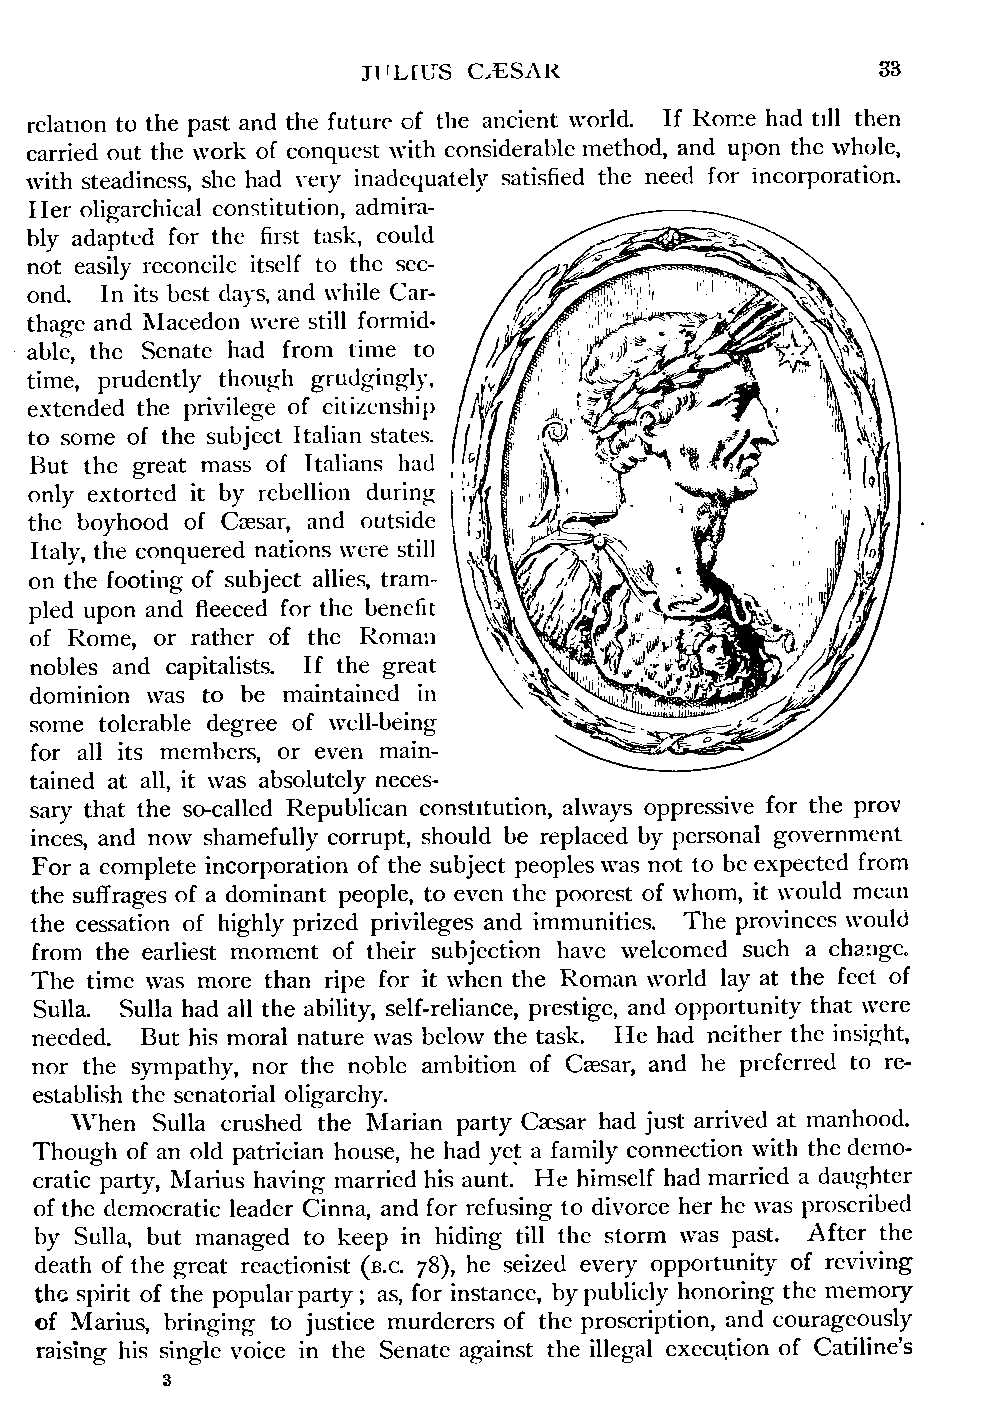 JULIUS CÆSAR 33
relation to the past and the future of the ancient world. If Rome had till then
carried out the work of conquest with considerable method, and upon the whole,
with steadiness, she had very inadequately satisfied the need for incorporation.
Her oligarchical constitution, admira-
bly adapted for the first task, could
not easily reconcile itself to the sec-
ond. In its best days, and while Car-
thage and Macedon were still formid-
able, the Senate had from time to
time, prudently though grudgingly,
extended the privilege of citizenship
to some of the subject Italian states.
But the great mass of Italians had
only extorted it by rebellion during
the boyhood of Cæsar, and outside
Italy, the conquered nations were still
on the footing of subject allies, tram-
pled upon and fleeced for the benefit
of Rome, or rather of the Roman
nobles and capitalists. If the great
dominion was to be maintained in
some tolerable degree of well-being
for all its members, or even main-
tained at all, it was absolutely neces-
sary that the so-called Republican constitution, always oppressive for the prov
inces, and now shamefully corrupt, should be replaced by personal government
For a complete incorporation of the subject peoples was not to be expected from
the suffrages of a dominant people, to even the poorest of whom, it would mean
the cessation of highly prized privileges and immunities. The provinces would
from the earliest moment of their subjection have welcomed such a change.
The time was more than ripe for it when the Roman world lay at the feet of
Sulla. Sulla had all the ability, self-reliance, prestige, and opportunity that were
needed. But his moral nature was below the task. He had neither the insight,
nor the sympathy, nor the noble ambition of Cæsar, and he preferred to re-
establish the senatorial oligarchy.
When Sulla crushed the Marian party Cæsar had just arrived at manhood.
Though of an old patrician house, he had yet a family connection with the demo-
cratic party, Marius having married his aunt. He himself had married a daughter
of the democratic leader Cinna, and for refusing to divorce her he was proscribed
by Sulla, but managed to keep in hiding till the storm was past. After the
death of the great reactionist (B.C. 78), he seized every opportunity of reviving
the spirit of the popular party; as, for instance, by publicly honoring the memory
of Marius, bringing to justice murderers of the proscription, and courageously
raising his single voice in the Senate against the illegal execution of Catiline's
3